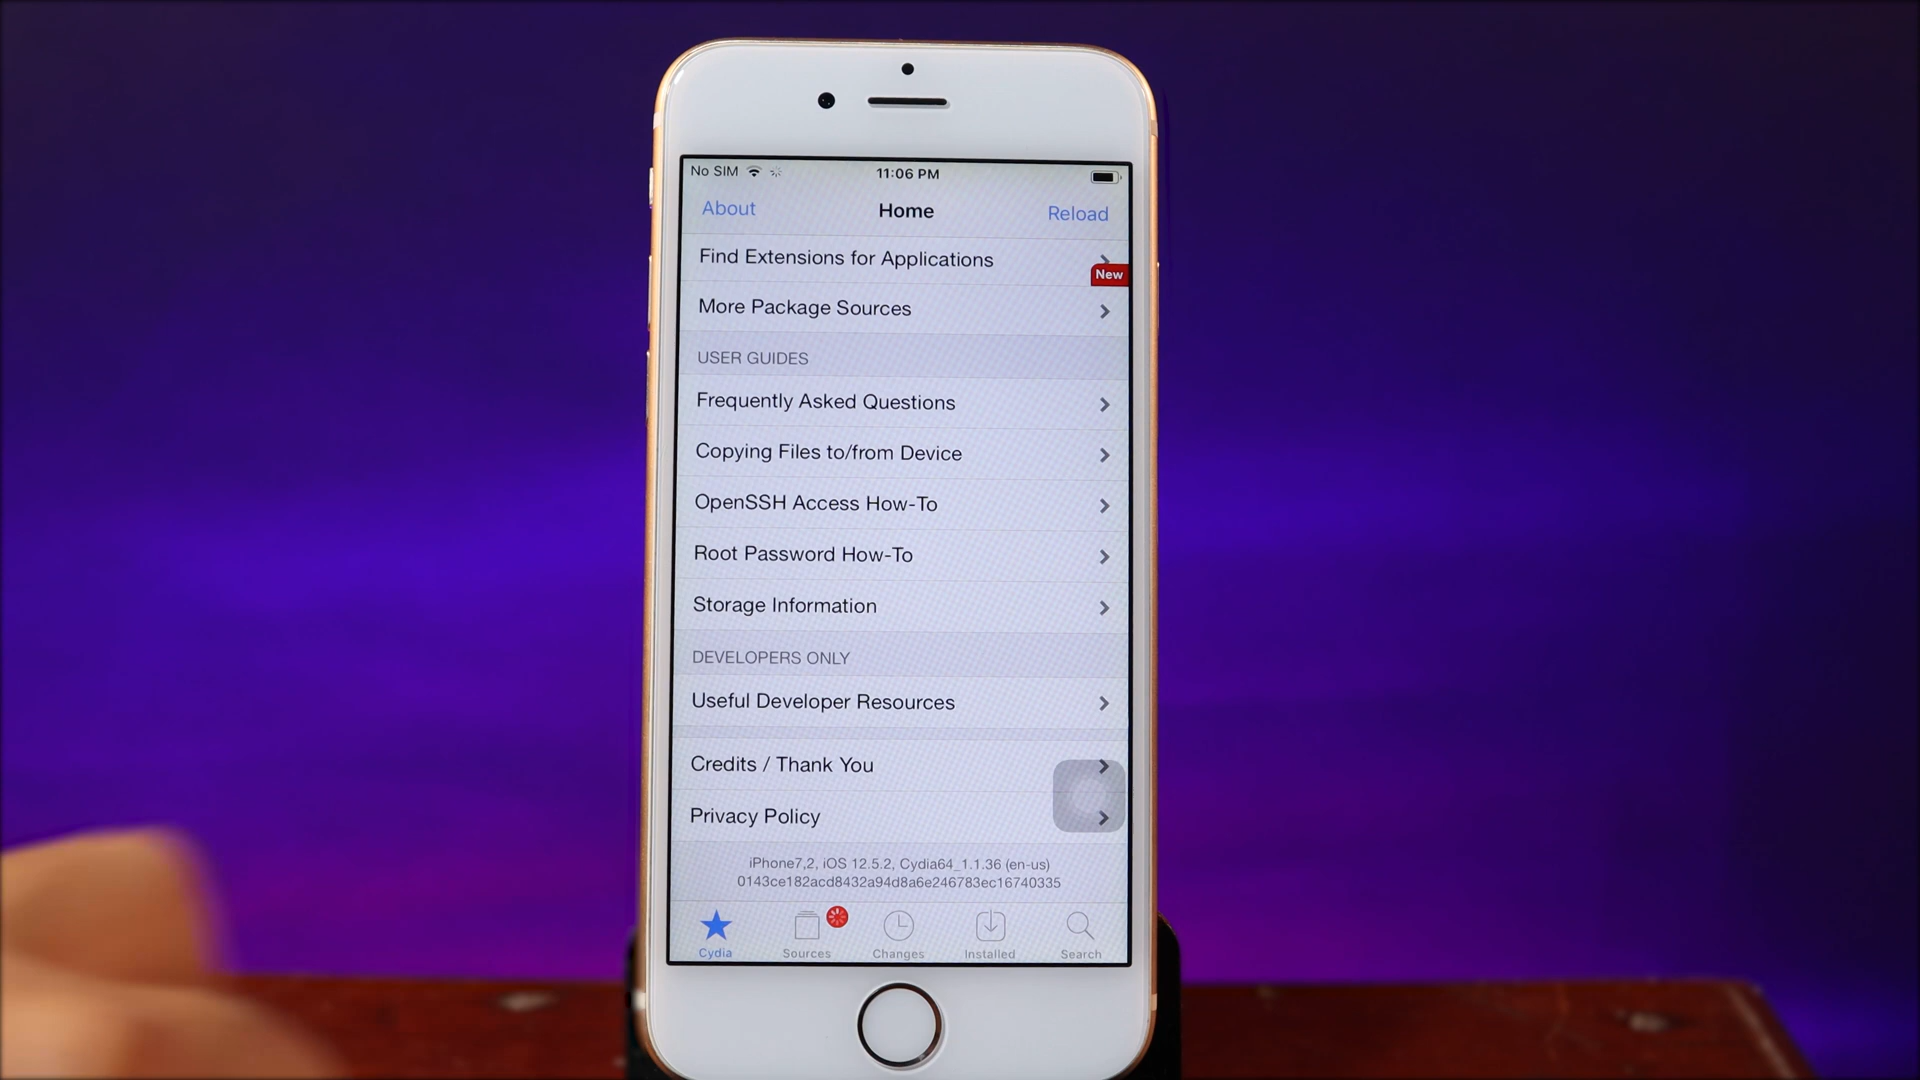 No SIM 11:06 PM
About Home Reload
Find Extensions for Applications
New
More Package Sources
USER GUIDES
Frequently Asked Questions
Copying Files to/from Device
OpenSSH Access How-To
Root Password How-To
Storage Information
DEVELOPERS ONLY
Useful Developer Resources
Credits / Thank You
Privacy Policy
iPhone7,2, iOS 12.5.2, Cydia64_1.1.36 (en-us)
0143ce182acd8432a94d8a6e246783ec16740335
Cydia Sources Changes Installed Search